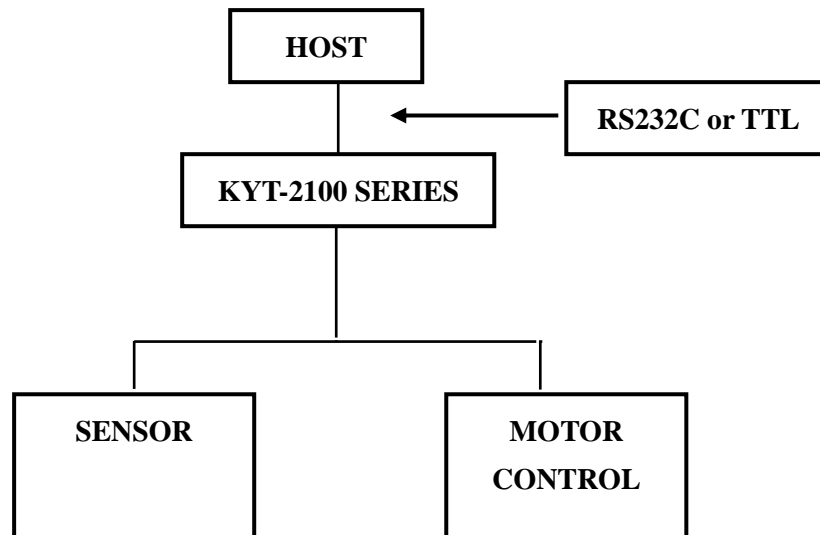 HOST
RS232C or TTL
KYT-2100 SERIES
SENSOR
MOTOR
CONTROL